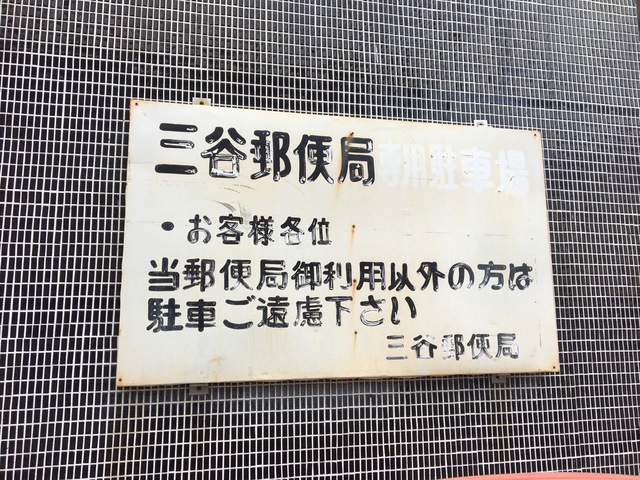 三谷郵便局専用駐車場
・お客様各位
当郵便局御利用以外の方は
駐車ご遠慮下さい
三谷郵便局